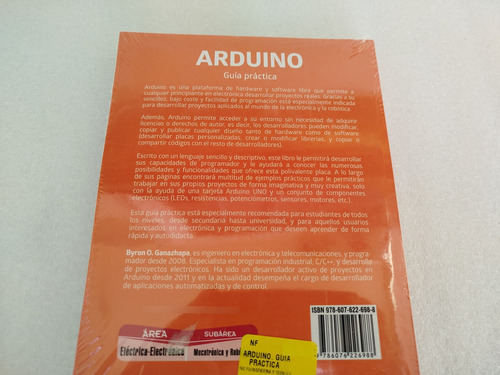 ARDUINO
Guía práctica
Arduino es una plataforma de hardware y software libre que permite a
cualquier principiante en electrónica desarrollar proyectos reales. Gracias a su
sencillez, bajo costo y facilidad de programación está especialmente indicada
para desarrollar proyectos aplicados al mundo de la electrónica y la robótica.
Además, Arduino permite acceder a su entorno sin necesidad de adquirir
licencias o derechos de autor, es decir, los desarrolladores pueden modificar,
copiar y publicar cualquier diseño tanto de hardware como de software
(desarrollar placas personalizadas, crear o modificar librerías, y copiar o
compartir códigos con el resto de desarrolladores).
Escrito con un lenguaje sencillo y descriptivo, este libro le permitirá desarrollar
sus capacidades de programador y le ayudará a conocer las numerosas
posibilidades y funcionalidades que ofrece esta polivalente placa. A lo largo
de sus páginas encontrará multitud de ejemplos prácticos que le permitirán
trabajar en sus propios proyectos de forma imaginativa y muy creativa, solo
con la ayuda de una tarjeta Arduino UNO y un conjunto de componentes
electrónicos (LEDs, resistencias, potenciómetros, sensores, motores, etc.).
Esta guía práctica está especialmente recomendada para estudiantes de todos
los niveles, desde secundaria hasta universidad, y para aquellos usuarios
interesados en electrónica y programación que deseen aprender de forma
rápida y autodidacta.
Byron O. Ganazhapa, es ingeniero en electrónica y telecomunicaciones, y progra-
mador desde 2008. Especialista en programación industrial, C/C++, y desarrollo
de proyectos electrónicos. Ha sido un desarrollador activo de proyectos en
Arduino desde 2011 y en la actualidad desempeña el cargo de desarrollador
de aplicaciones automatizadas y de control.
ISBN 978-607-622-698-8
ÁREA
SUBÁREA
Eléctrica-Electrónica
Mecatrónica y
NF
ARDUINO. GUIA
PRACTICA
786076 226988